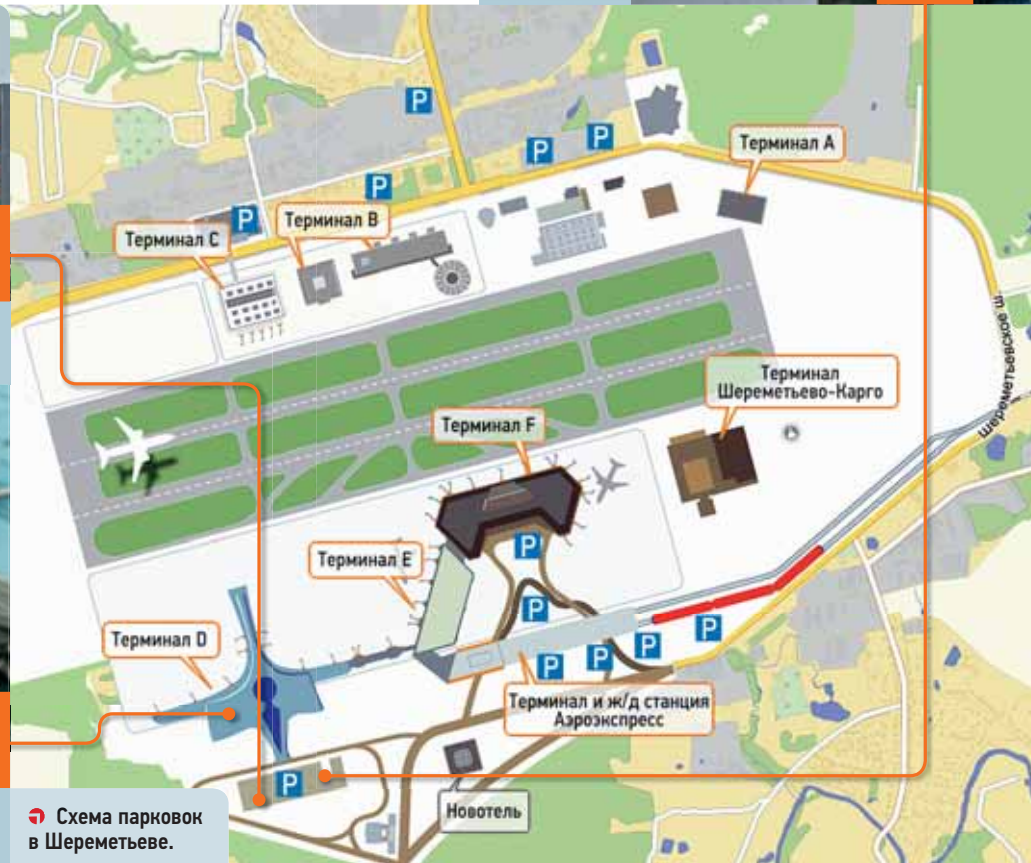 P
P
P
Терминал А
P
Терминал В
P
Терминал С
Шереметьевское ш.
Терминал
Шереметьево-Карго
Терминал F
P
Терминал Е
P
P
P
P
P
Терминал D
Терминал и ж/д станция
Аэроэкспресс
P
Новотель
Схема парковок
в Шереметьеве.